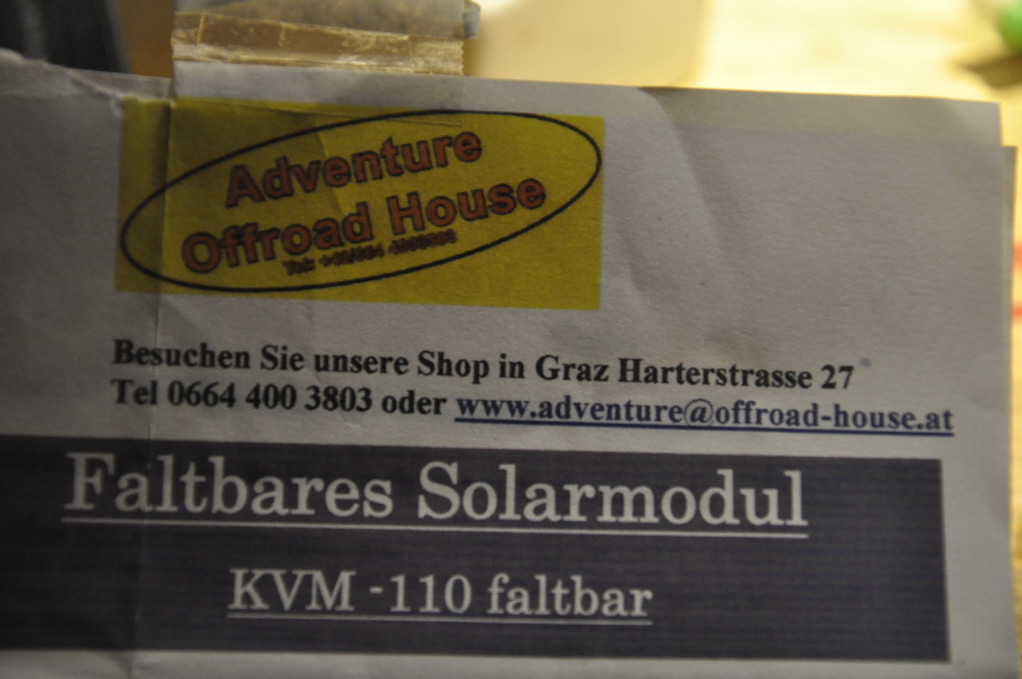 Adventure
Offroad House
Besuchen Sie unsere Shop in Graz Harterstrasse 27
Tel 0664 400 3803 oder www.adventure@offroad-house.at
Faltbares Solarmodul
KVM -110 faltbar